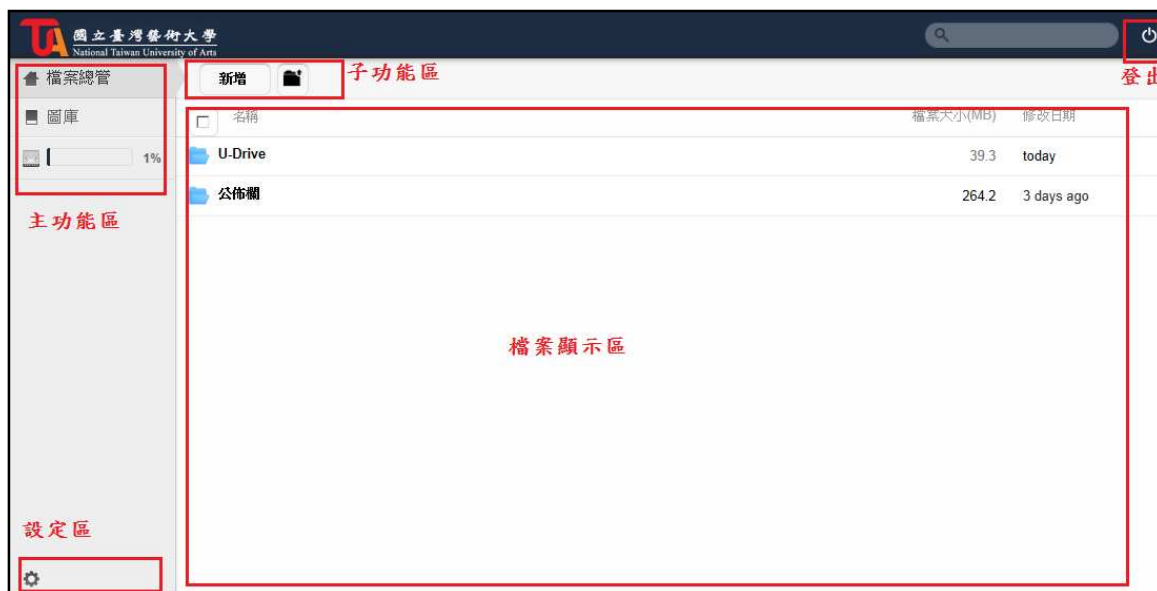 國立臺灣藝術大學
National Taiwan University of Arts
檔案總管
新增
子功能區
登出
圖庫
名稱
檔案大小(MB)
修改日期
1%
U-Drive
39.3
today
公佈欄
264.2
3 days ago
主功能區
檔案顯示區
設定區